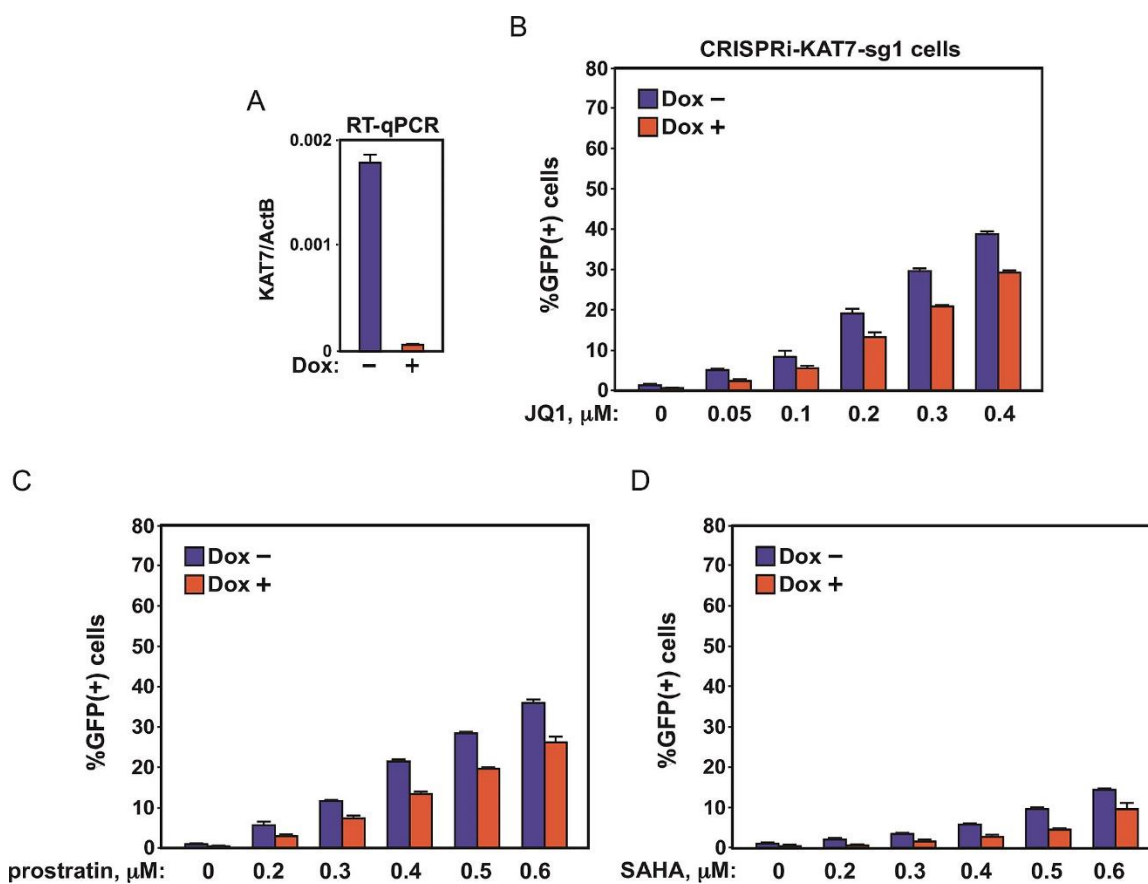 A
RT-qPCR
0.002
0.001
0
KAT7/ActB
Dox: − +
B
CRISPRi-KAT7-sg1 cells
80
70
60
50
40
30
20
10
0
%GFP(+) cells
Dox −
Dox +
JQ1, μM: 0 0.05 0.1 0.2 0.3 0.4
C
80
70
60
50
40
30
20
10
0
%GFP(+) cells
Dox −
Dox +
prostratin, μM: 0 0.2 0.3 0.4 0.5 0.6
D
80
70
60
50
40
30
20
10
0
%GFP(+) cells
Dox −
Dox +
SAHA, μM: 0 0.2 0.3 0.4 0.5 0.6